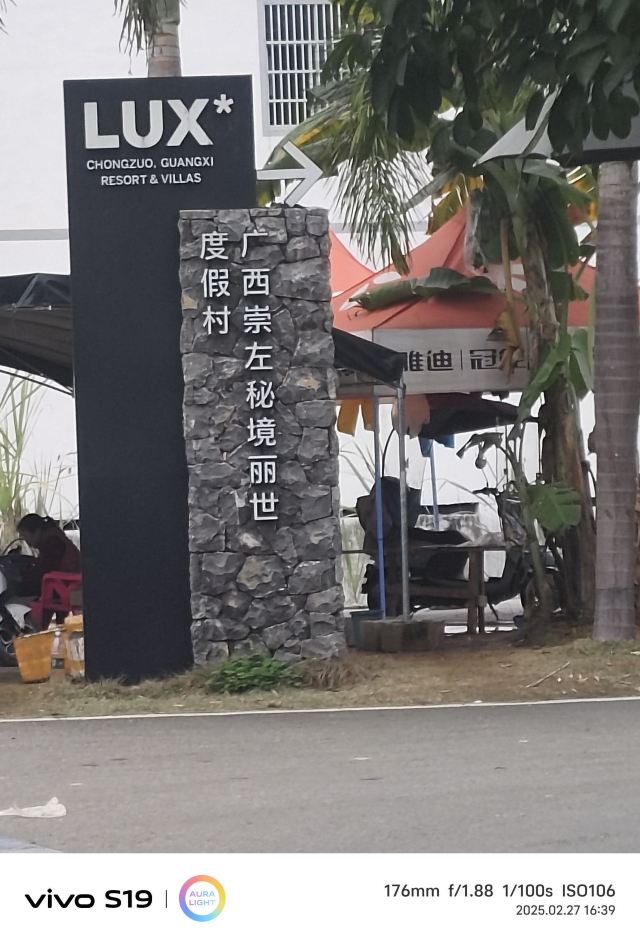 LUX*
CHONGZUO, GUANGXI
RESORT & VILLAS
广西崇左秘境丽世
度假村
雅迪
vivo S19
AURA
LIGHT
176mm f/1.88 1/100s ISO106
2025.02.27 16:39